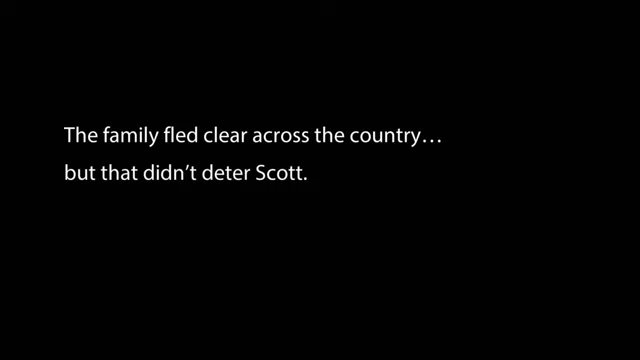 The family fled clear across the country…
but that didn’t deter Scott.